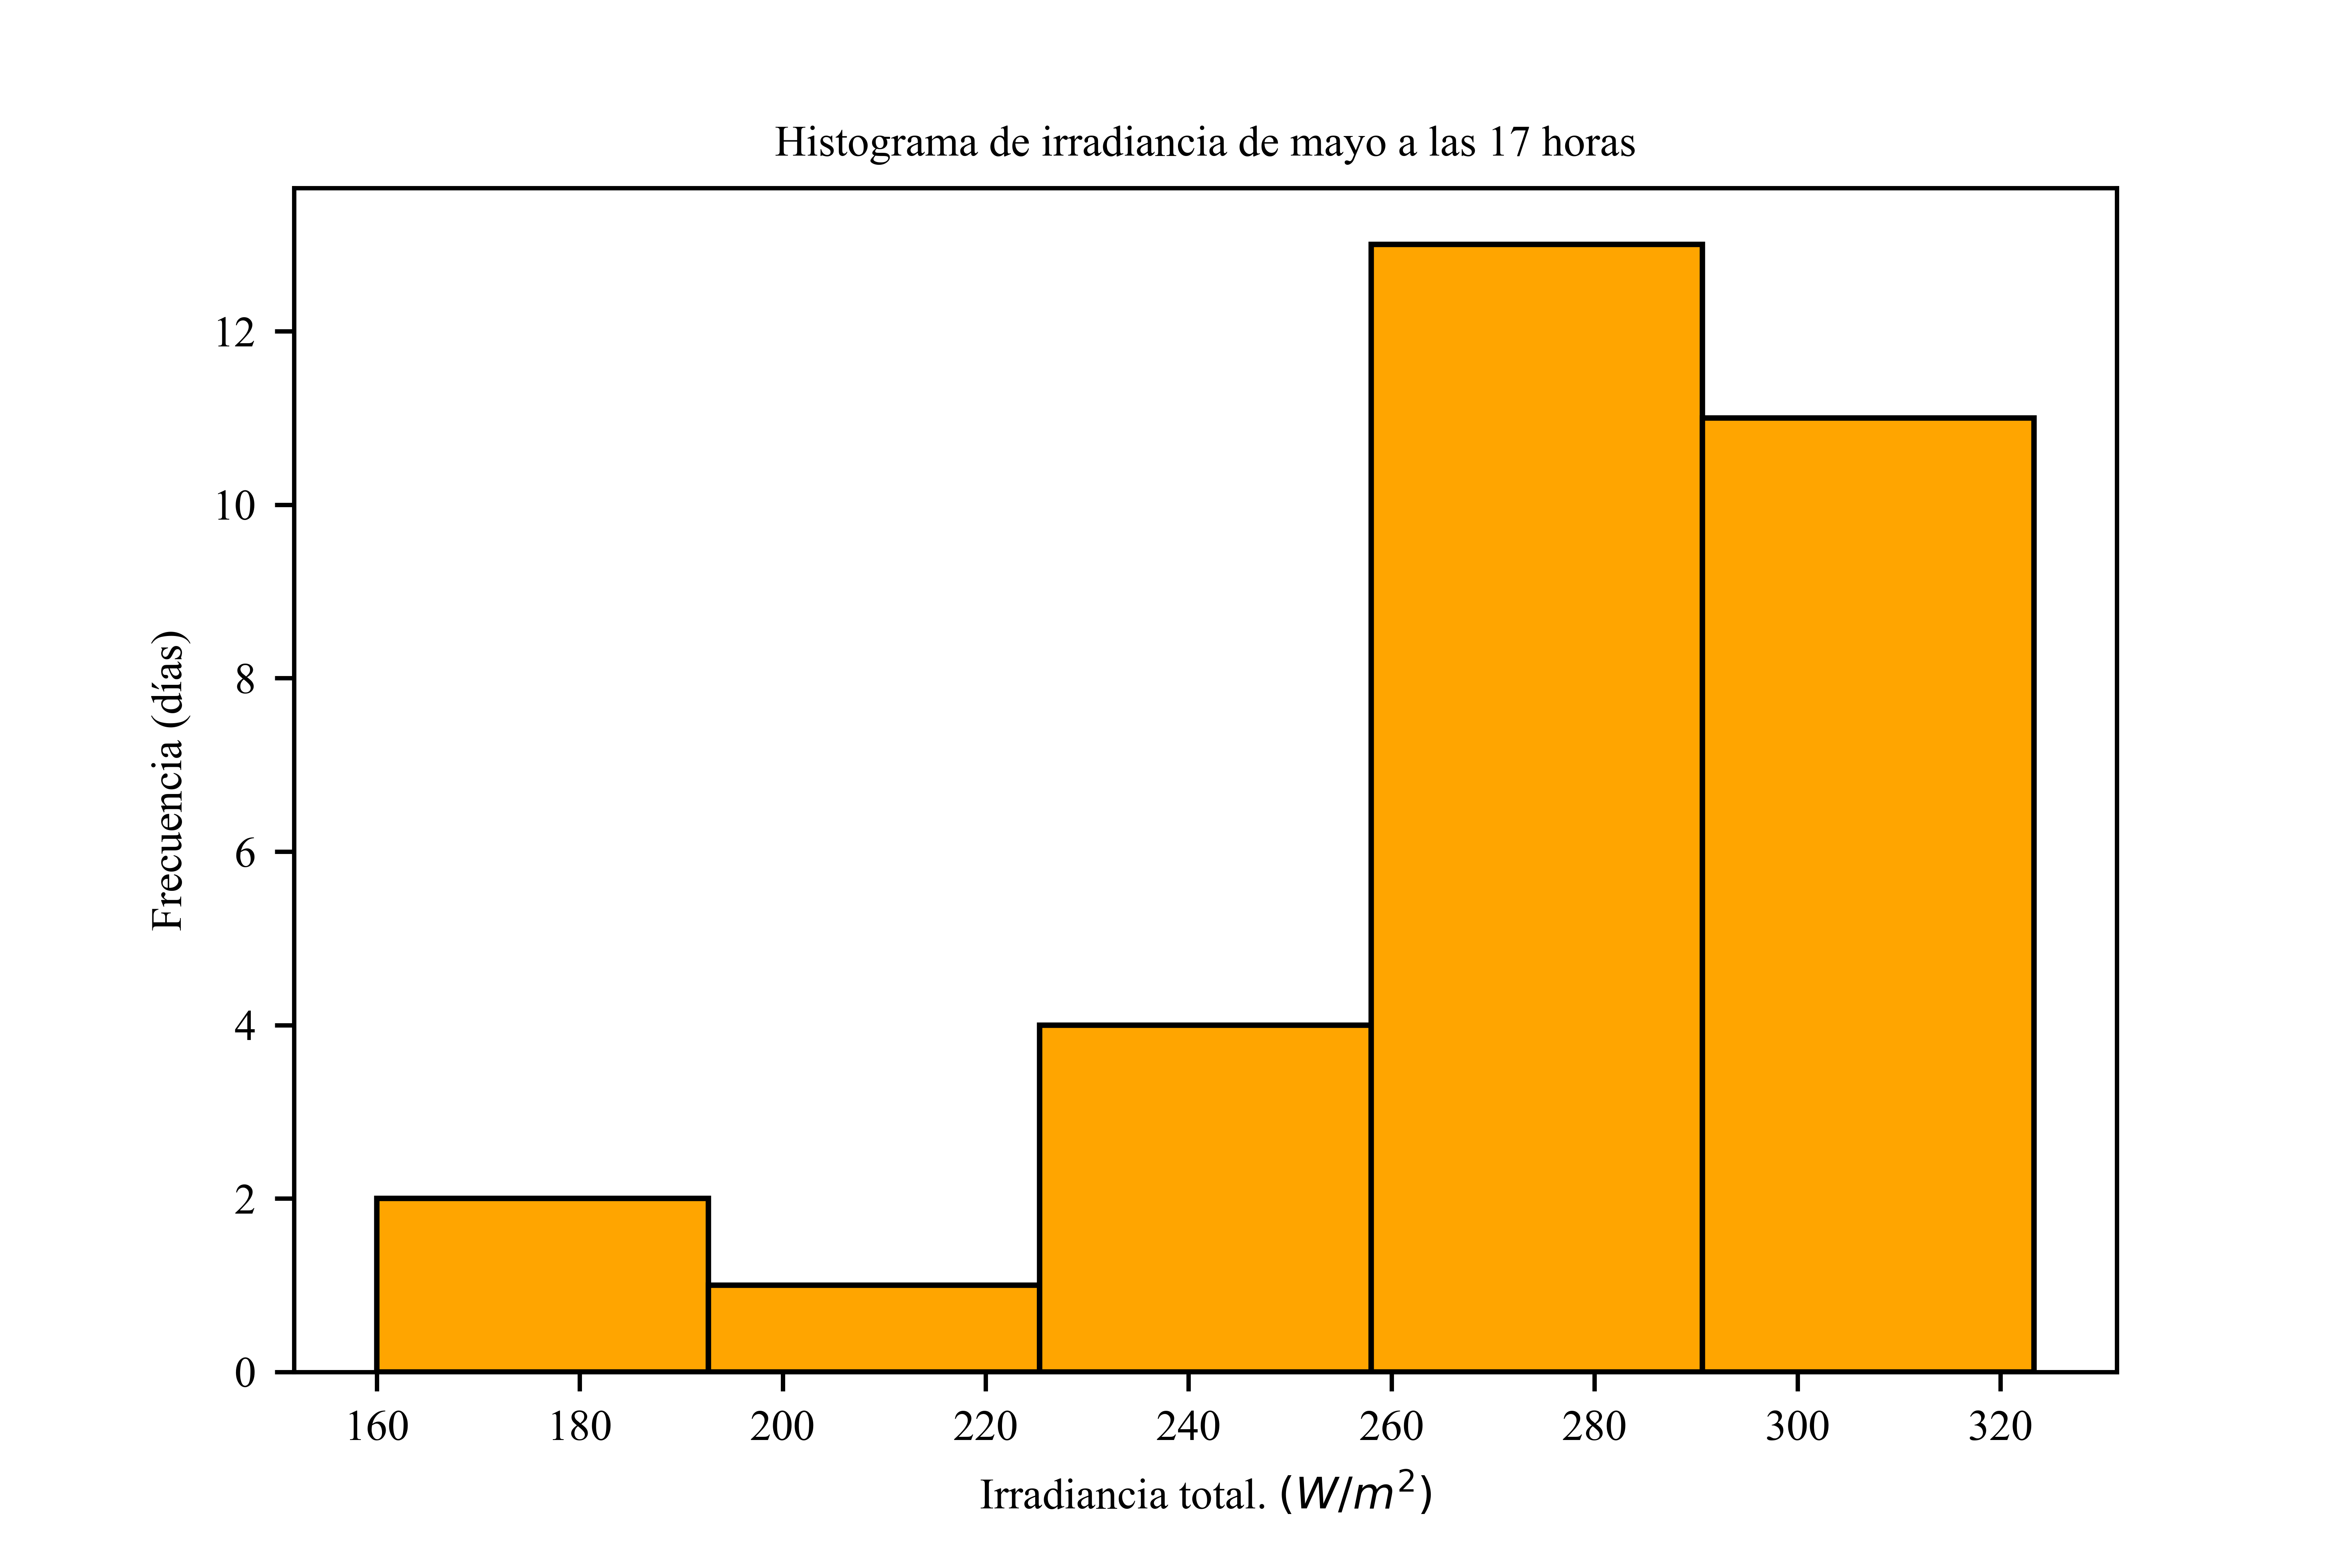 Histograma de irradiancia de mayo a las 17 horas
Frecuencia (días)
12
10
8
6
4
2
0
160 180 200 220 240 260 280 300 320
Irradiancia total. (W/m²)